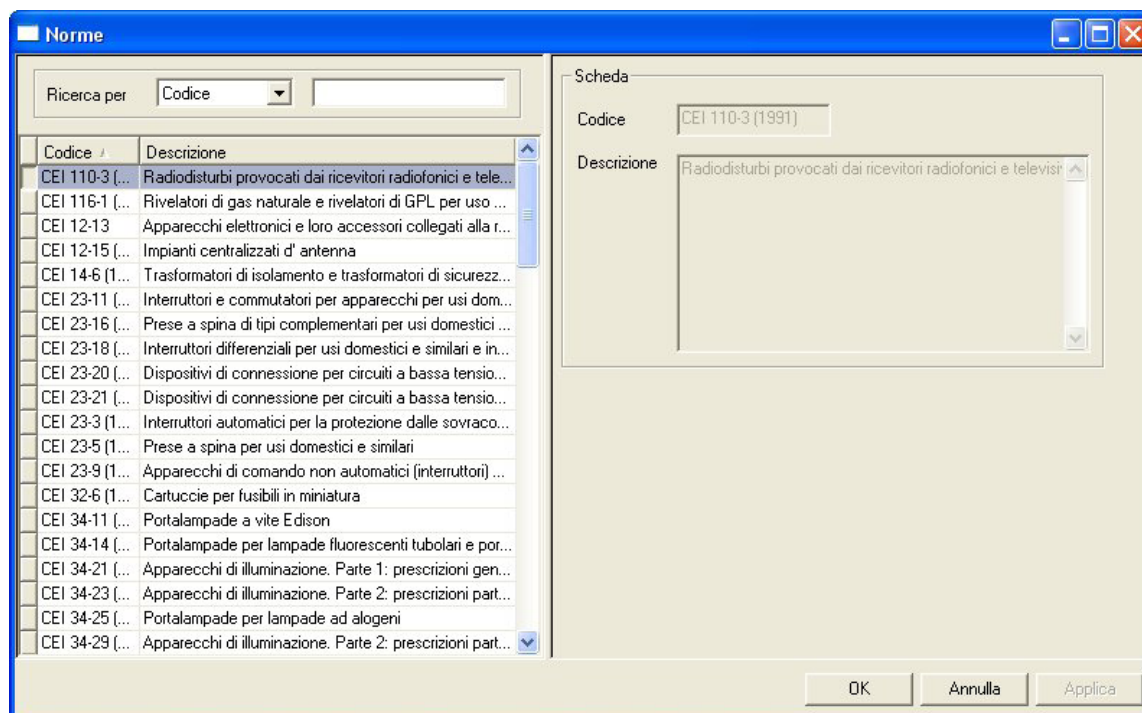 Norme
Ricerca per Codice
Codice Descrizione
CEI 110-3 (... Radiodisturbi provocati dai ricevitori radiofonici e tele...
CEI 116-1 (... Rivelatori di gas naturale e rivelatori di GPL per uso ...
CEI 12-13 Apparecchi elettronici e loro accessori collegati alla r...
CEI 12-15 (... Impianti centralizzati d' antenna
CEI 14-6 (1... Trasformatori di isolamento e trasformatori di sicurezz...
CEI 23-11 (... Interruttori e commutatori per apparecchi per usi dom...
CEI 23-16 (... Prese a spina di tipi complementari per usi domestici ...
CEI 23-18 (... Interruttori differenziali per usi domestici e similari e in...
CEI 23-20 (... Dispositivi di connessione per circuiti a bassa tensio...
CEI 23-21 (... Dispositivi di connessione per circuiti a bassa tensio...
CEI 23-3 (1... Interruttori automatici per la protezione dalle sovraco...
CEI 23-5 (1... Prese a spina per usi domestici e similari
CEI 23-9 (1... Apparecchi di comando non automatici (interruttori) ...
CEI 32-6 (1... Cartuccie per fusibili in miniatura
CEI 34-11 (... Portalampade a vite Edison
CEI 34-14 (... Portalampade per lampade fluorescenti tubolari e por...
CEI 34-21 (... Apparecchi di illuminazione. Parte 1: prescrizioni gen...
CEI 34-23 (... Apparecchi di illuminazione. Parte 2: prescrizioni part...
CEI 34-25 (... Portalampade per lampade ad alogeni
CEI 34-29 (... Apparecchi di illuminazione. Parte 2: prescrizioni part...
Scheda
Codice CEI 110-3 (1991)
Descrizione Radiodisturbi provocati dai ricevitori radiofonici e televisi
OK Annulla Applica